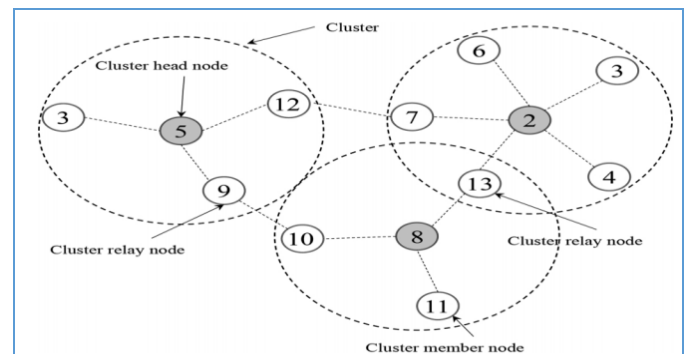 Cluster
6
Cluster head node
3
12
3
7
2
5
4
13
9
10
8
Cluster relay node
Cluster relay node
11
Cluster member node